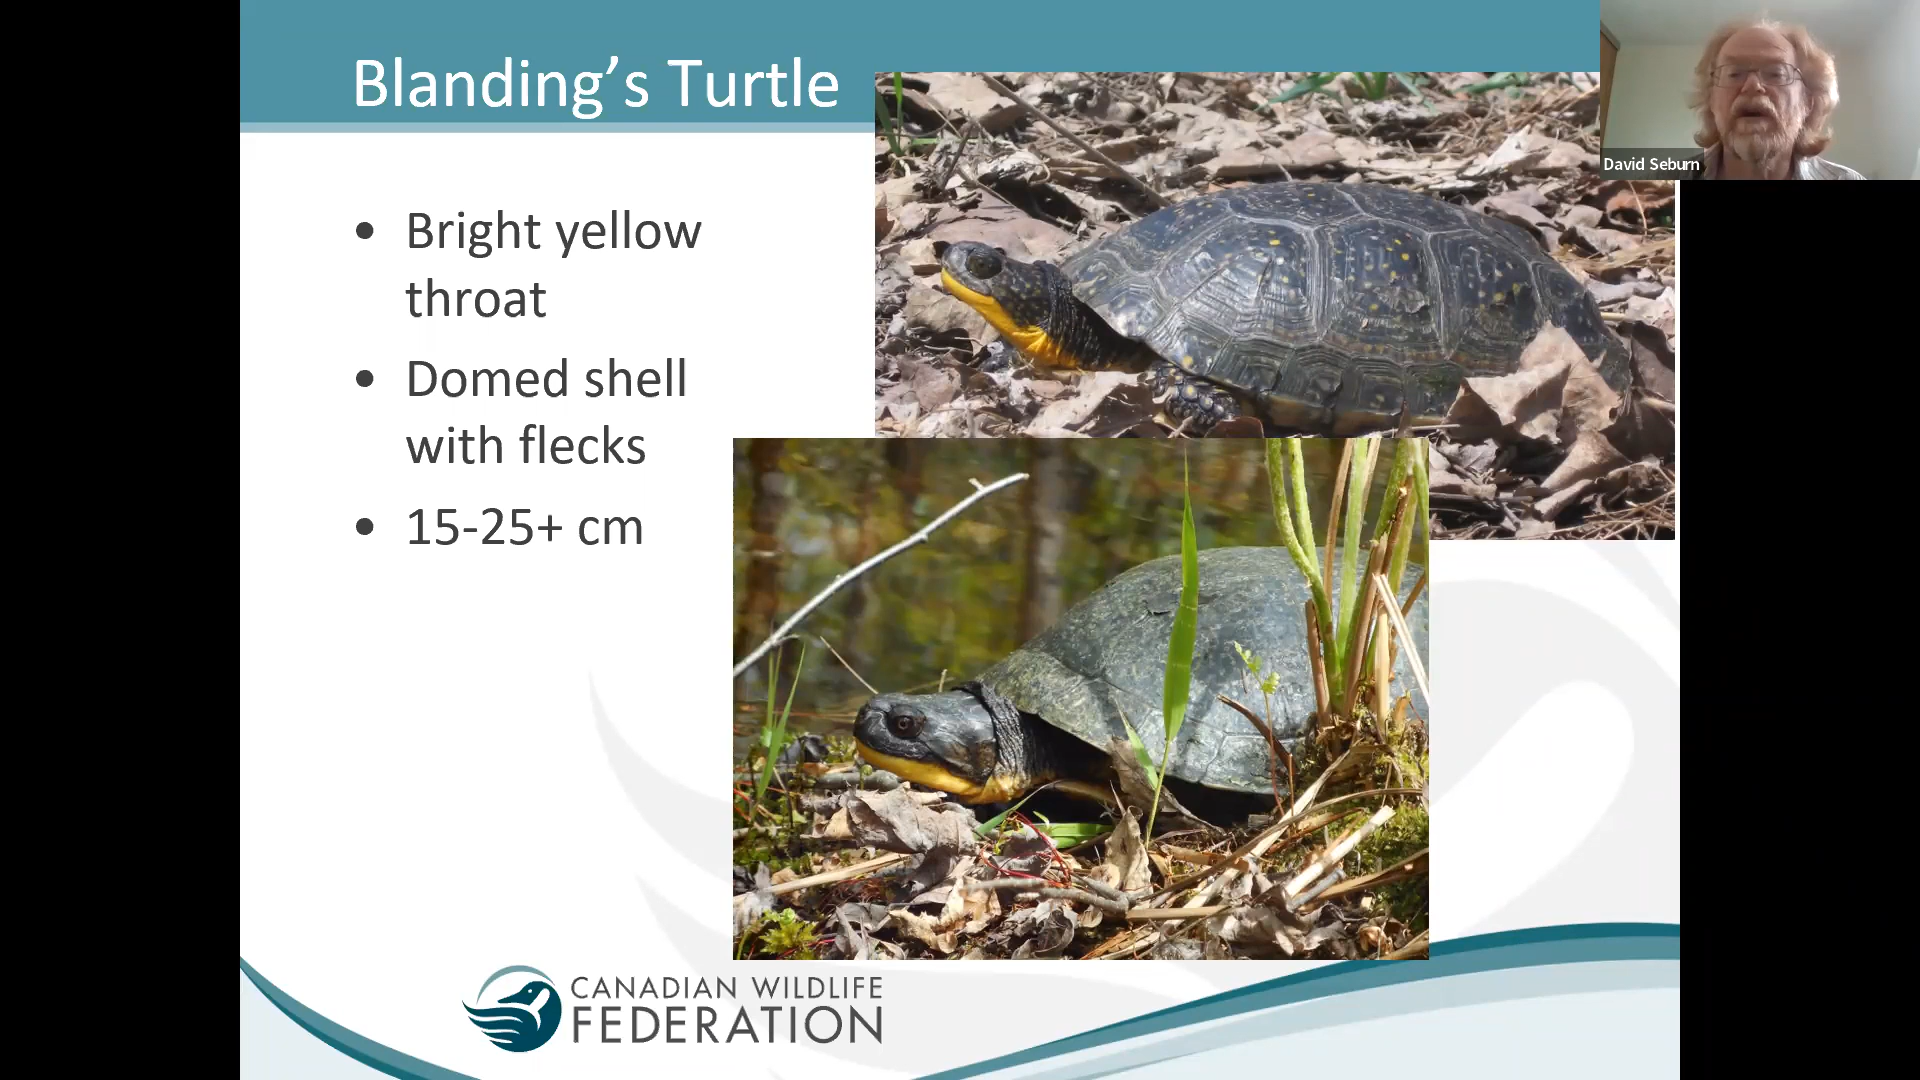 Blanding’s Turtle
David Seburn
• Bright yellow
throat
• Domed shell
with flecks
• 15-25+ cm
CANADIAN WILDLIFE
FEDERATION